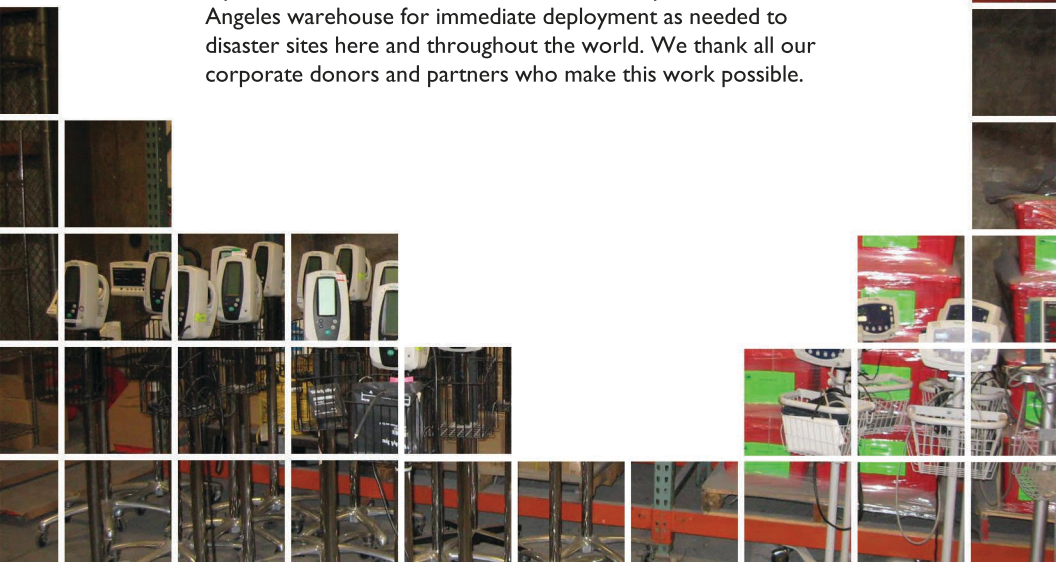 Angeles warehouse for immediate deployment as needed to
disaster sites here and throughout the world. We thank all our
corporate donors and partners who make this work possible.